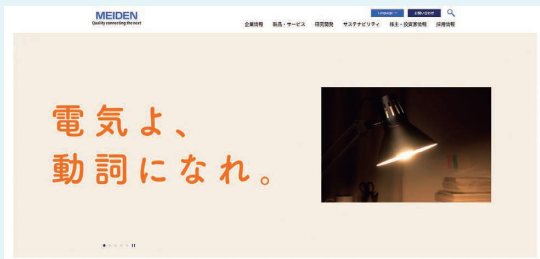 MEIDEN
Quality connecting the next
Language
お問い合わせ
企業情報 製品・サービス 研究開発 サステナビリティ 株主・投資家情報 採用情報
電気よ、
動詞になれ。